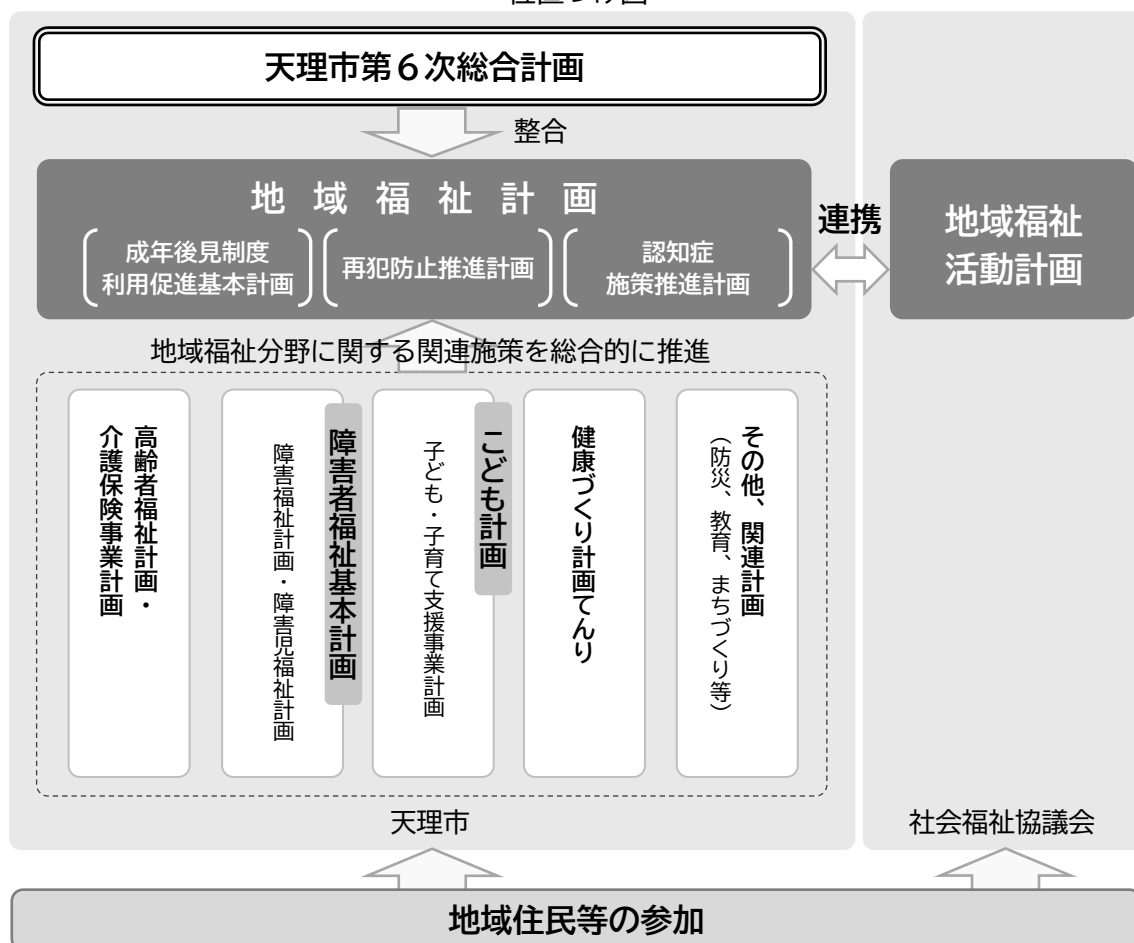 天理市第６次総合計画
整合
地域福祉計画
成年後見制度
利用促進基本計画
再犯防止推進計画
認知症
施策推進計画
連携
地域福祉
活動計画
地域福祉分野に関する関連施策を総合的に推進
高齢者福祉計画・
介護保険事業計画
障害者福祉基本計画
障害福祉計画・障害児福祉計画
こども計画
子ども・子育て支援事業計画
健康づくり計画てんり
その他、関連計画
（防災、教育、まちづくり等）
天理市
社会福祉協議会
地域住民等の参加